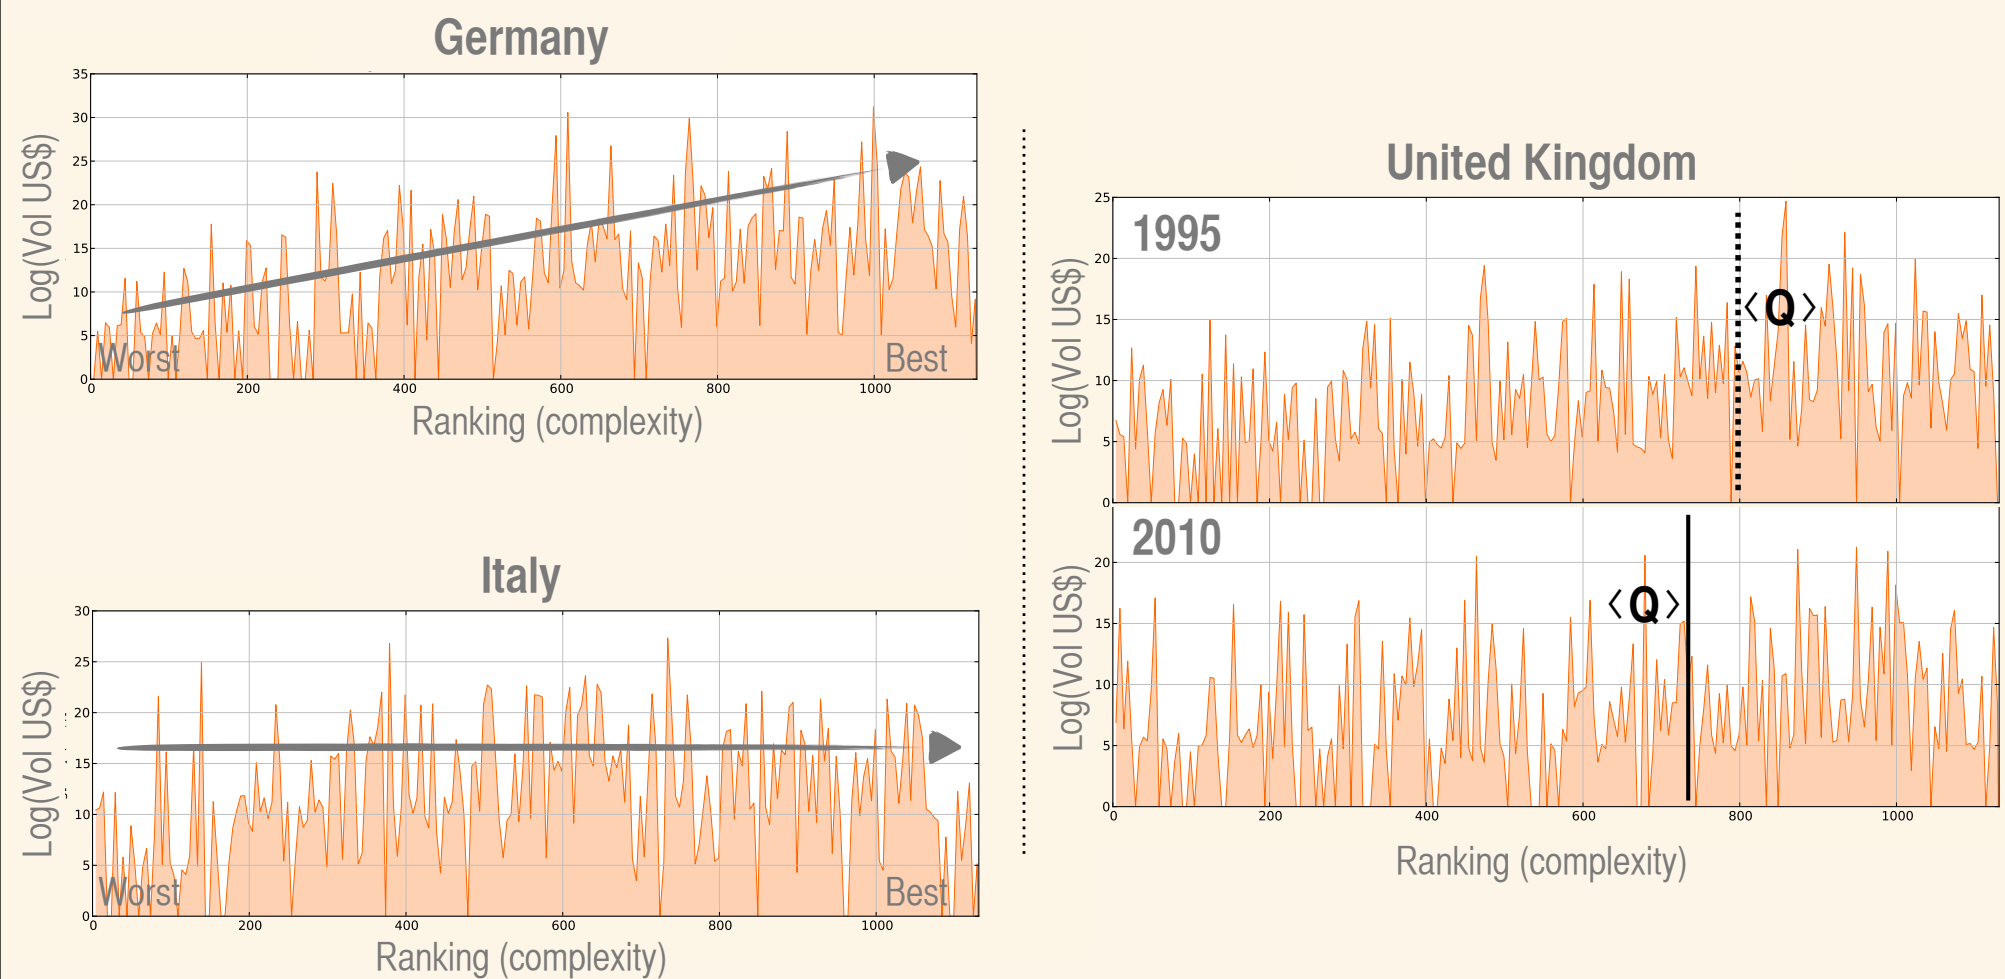 Germany
35
30
25
20
15
10
5
0
Log(Vol US$)
Worst
Best
0 200 400 600 800 1000
Ranking (complexity)
Italy
30
25
20
15
10
5
0
Log(Vol US$)
Worst
Best
0 200 400 600 800 1000
Ranking (complexity)
United Kingdom
1995
25
20
15
10
5
0
Log(Vol US$)
〈Q〉
2010
20
15
10
5
0
Log(Vol US$)
〈Q〉
0 200 400 600 800 1000
Ranking (complexity)